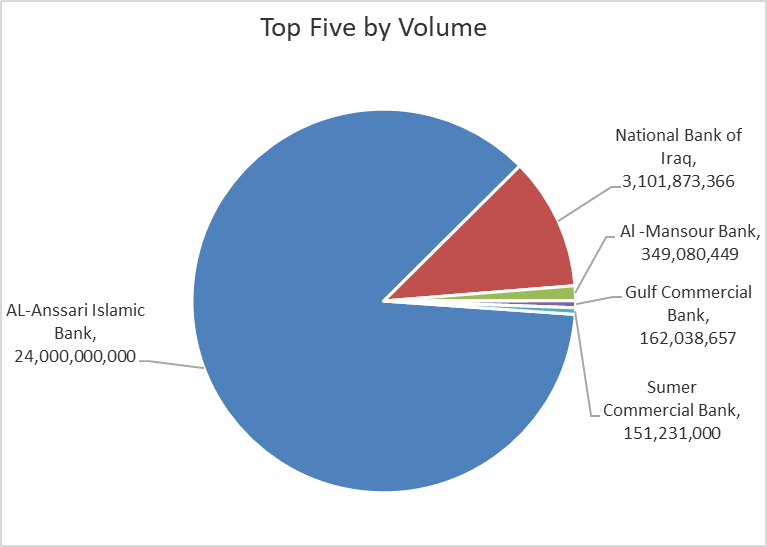 Top Five by Volume
National Bank of
Iraq,
3,101,873,366
Al -Mansour Bank,
349,080,449
Gulf Commercial
Bank,
162,038,657
Sumer
Commercial Bank,
151,231,000
AL-Anssari Islamic
Bank,
24,000,000,000